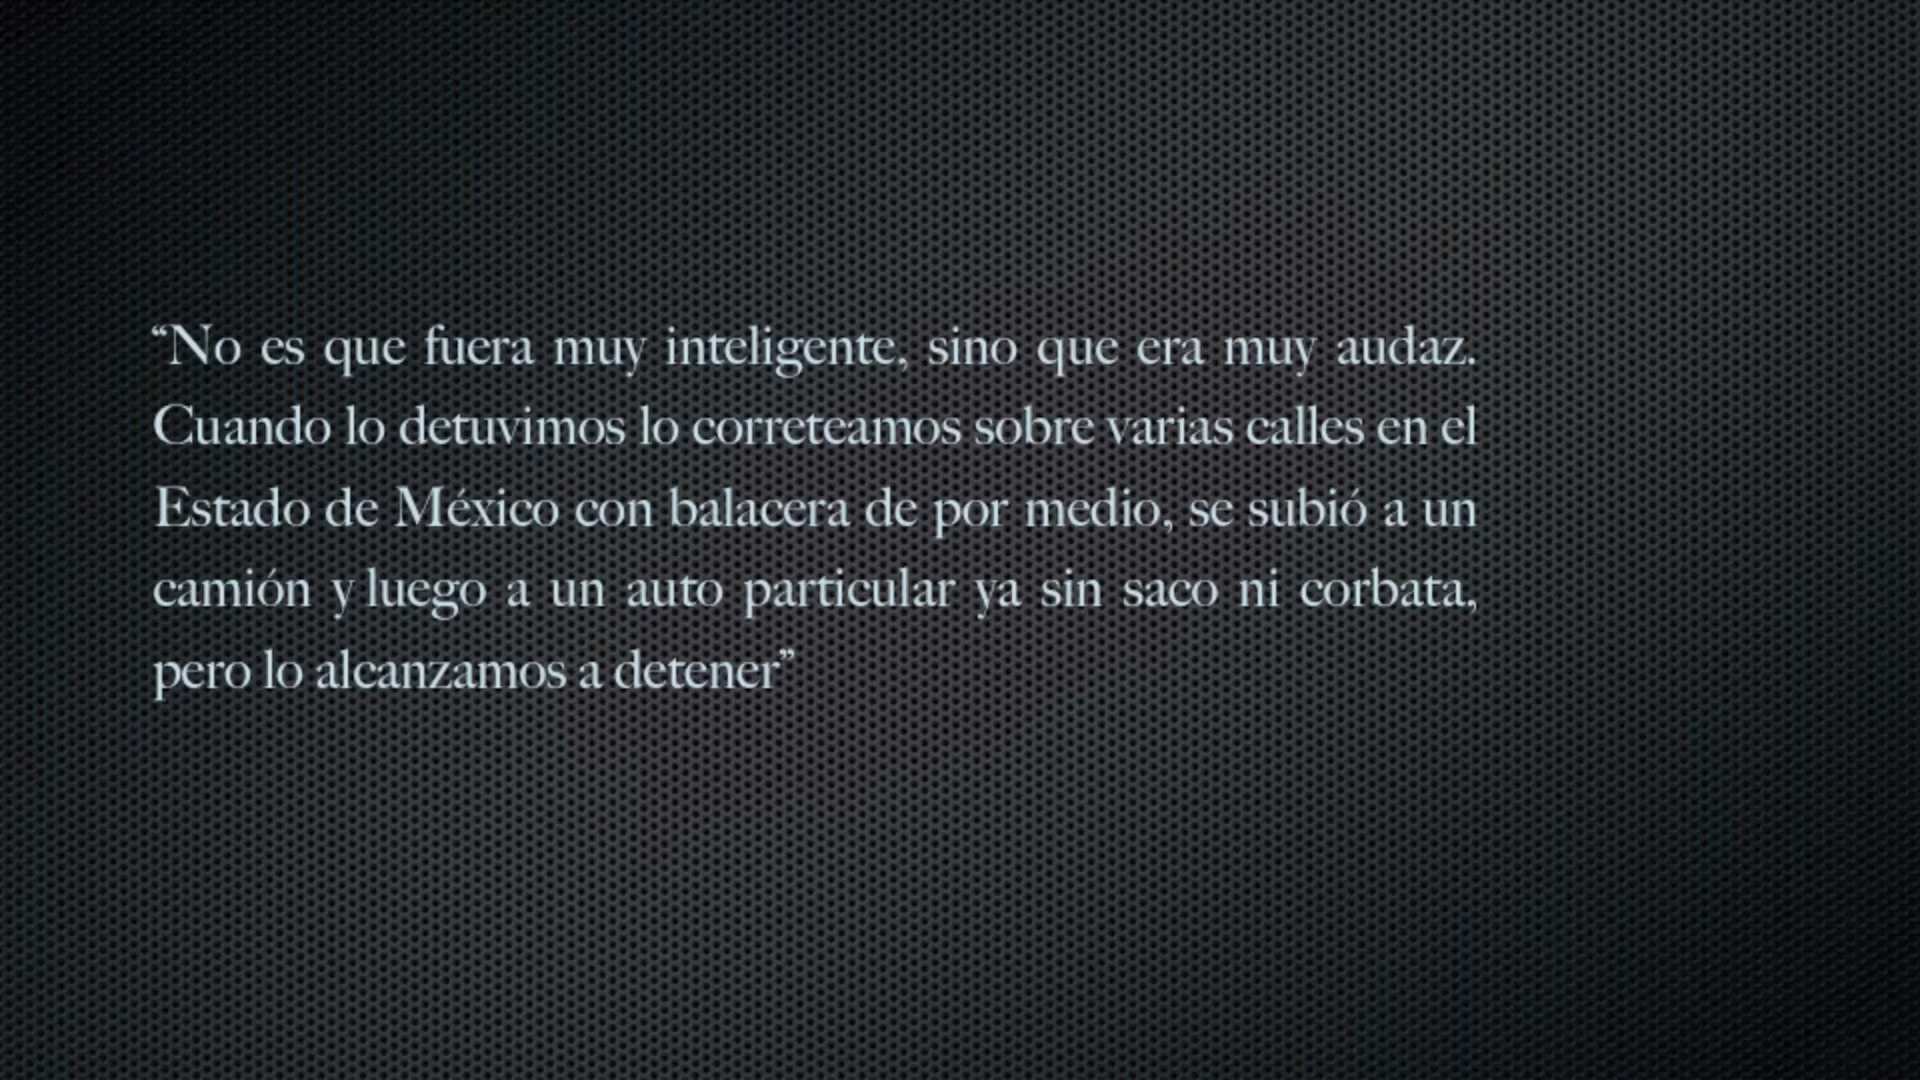 “No es que fuera muy inteligente, sino que era muy audaz.
Cuando lo detuvimos lo correteamos sobre varias calles en el
Estado de México con balacera de por medio, se subió a un
camión y luego a un auto particular ya sin saco ni corbata,
pero lo alcanzamos a detener”